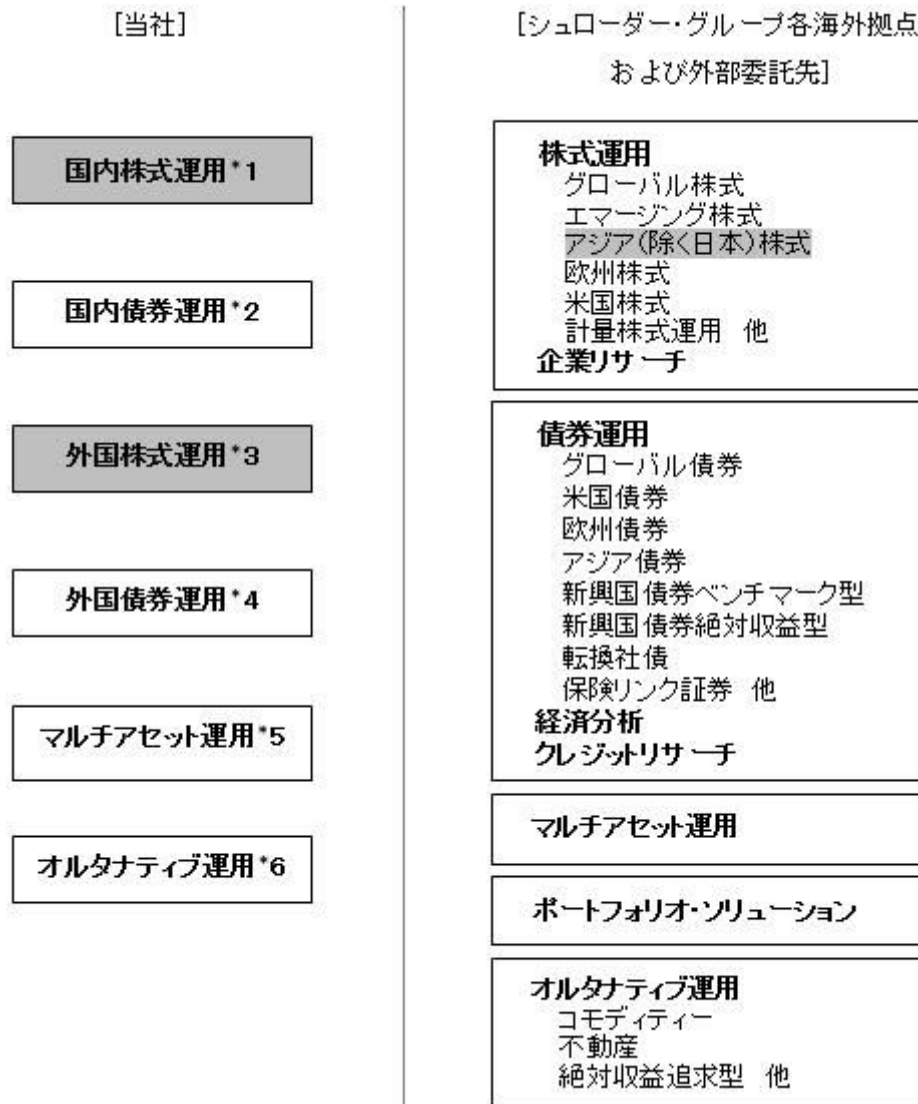 [当社]
国内株式運用*1
国内債券運用*2
外国株式運用*3
外国債券運用*4
マルチアセット運用*5
オルタナティブ運用*6
[シュローダー・グループ各海外拠点
および外部委託先]
株式運用
グローバル株式
エマージング株式
アジア(除く日本)株式
欧州株式
米国株式
計量株式運用 他
企業リサーチ
債券運用
グローバル債券
米国債券
欧州債券
アジア債券
新興国債券ベンチマーク型
新興国債券絶対収益型
転換社債
保険リンク証券 他
経済分析
クレジットリサーチ
マルチアセット運用
ポートフォリオ・ソリューション
オルタナティブ運用
コモディティー
不動産
絶対収益追求型 他